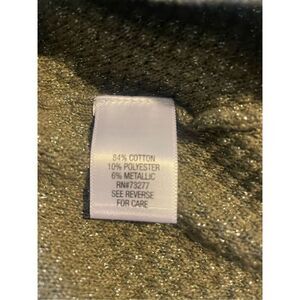 84% COTTON
10% POLYESTER
6% METALLIC
RN#73277
SEE REVERSE
FOR CARE